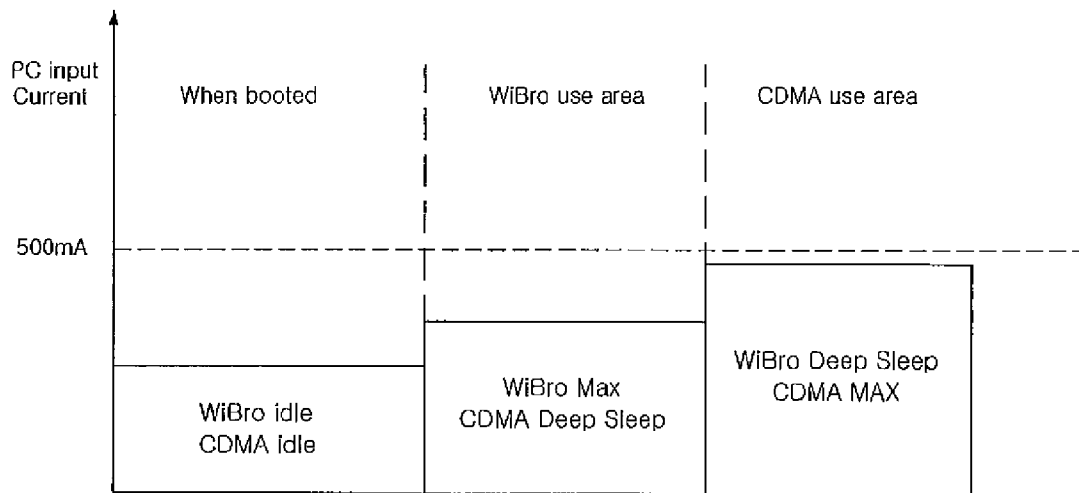 PC input
Current
When booted
WiBro use area
CDMA use area
500mA
WiBro idle
CDMA idle
WiBro Max
CDMA Deep Sleep
WiBro Deep Sleep
CDMA MAX